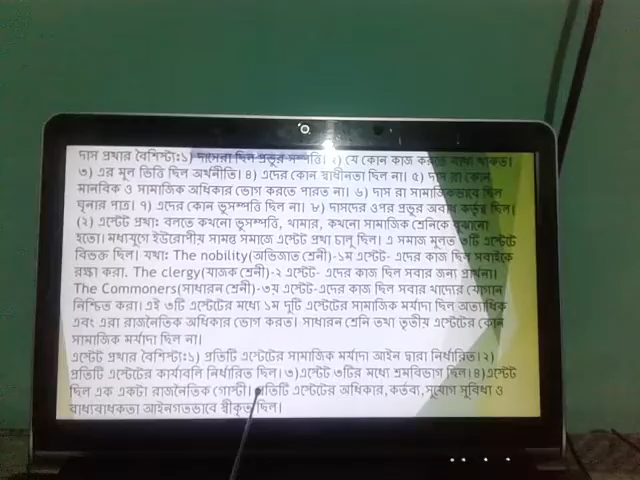 দাস প্রথার বৈশিষ্ট্যঃ১) দাসেরা ছিল প্রভুর সম্পত্তি। ২) যে কোন কাজ করতে বাধ্য থাকত।
৩) এর মূল ভিত্তি ছিল অর্থনীতি। ৪) এদের কোন স্বাধীনতা ছিল না। ৫) দাস রা কোন
মানবিক ও সামাজিক অধিকার ভোগ করতে পারত না। ৬) দাস রা সামাজিকভাবে ছিল
ঘৃনার পাত্র। ৭) এদের কোন ভুসম্পত্তি ছিল না। ৮) দাসদের ওপর প্রভুর অবাধ কর্তৃত্ব ছিল।
(২) এস্টেট প্রথাঃ বলতে কখনো ভুসম্পত্তি, খামার, কখনো সামাজিক শ্রেনিকে বুঝানো
হতো। মধ্যযুগে ইউরোপীয় সামন্ত সমাজে এস্টেট প্রথা চালু ছিল। এ সমাজ মূলত ৩টি এস্টেটে
বিভক্ত ছিল। যথাঃ The nobility(অভিজাত শ্রেনী)-১ম এস্টেট- এদের কাজ ছিল সবাইকে
রক্ষা করা. The clergy(যাজক শ্রেনী)-২ এস্টেট- এদের কাজ ছিল সবার জন্য প্রার্থনা।
The Commoners(সাধারন শ্রেনী)-৩য় এস্টেট-এদের কাজ ছিল সবার খাদ্যের যোগান
নিশ্চিত করা। এই ৩টি এস্টেটের মধ্যে ১ম দুটি এস্টেটের সামাজিক মর্যাদা ছিল অত্যাধিক
এবং এরা রাজনৈতিক অধিকার ভোগ করত। সাধারন শ্রেনি তথা তৃতীয় এস্টেটের কোন
সামাজিক মর্যাদা ছিল না।
এস্টেট প্রথার বৈশিষ্ট্যঃ১) প্রতিটি এস্টেটের সামাজিক মর্যাদা আইন দ্বারা নির্ধারিত। ২)
প্রতিটি এস্টেটের কার্যাবলি নির্ধারিত ছিল। ৩)এস্টেট ৩টির মধ্যে শ্রমবিভাগ ছিল। ৪)এস্টেট
ছিল এক একটা রাজনৈতিক গোস্টী। প্রতিটি এস্টেটের অধিকার, কর্তব্য, সুযোগ সুবিধা ও
বাধ্যবাধকতা আইনগতভাবে স্বীকৃত ছিল।